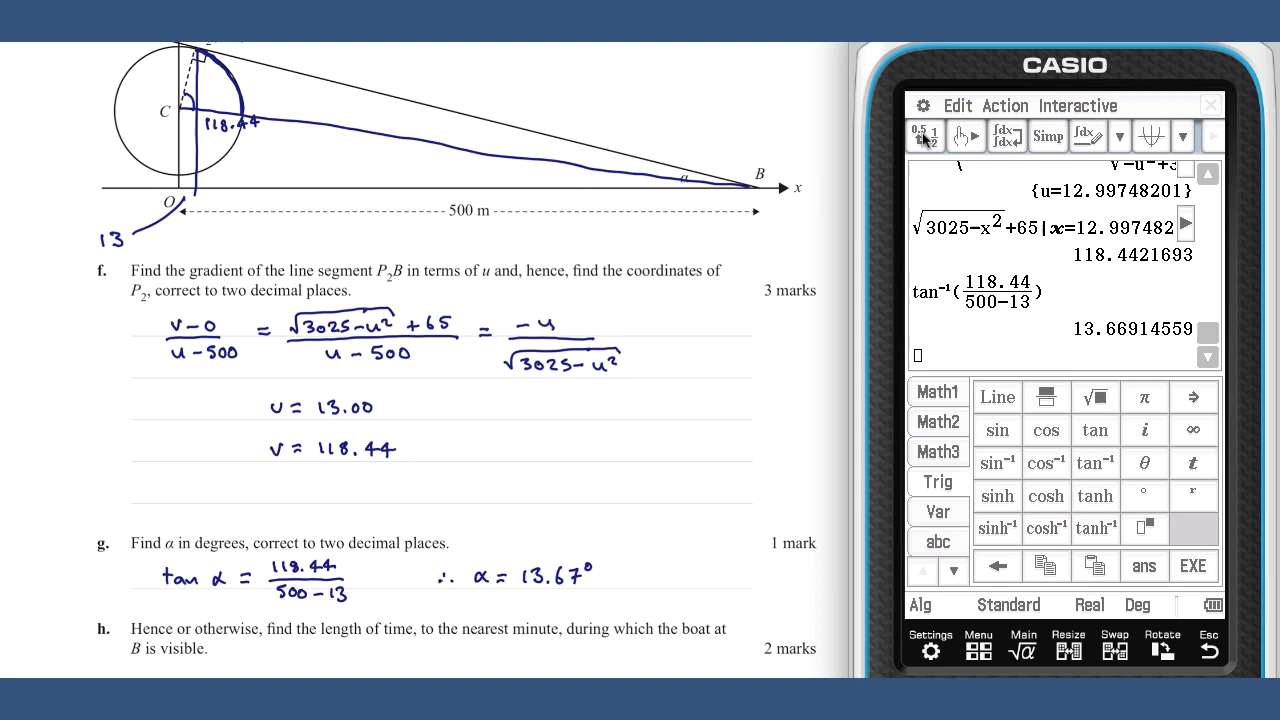 C
118.44
α
B
O
x
500 m
13
f. Find the gradient of the line segment P₂B in terms of u and, hence, find the coordinates of
P₂, correct to two decimal places. 3 marks
v-0/u-500 = √(3025-u²) + 65/u-500 = -u/√(3025-u²)
u = 13.00
v = 118.44
g. Find α in degrees, correct to two decimal places. 1 mark
tan α = 118.44/500-13 ∴ α = 13.67°
h. Hence or otherwise, find the length of time, to the nearest minute, during which the boat at
B is visible. 2 marks
CASIO
Edit Action Interactive
Simp
{u=12.99748201}
√(3025-x²)+65|x=12.997482
118.4421693
tan⁻¹(118.44/500-13)
13.66914559
Math1 Line √■ π ⇒
Math2 sin cos tan i ∞
Math3 sin⁻¹ cos⁻¹ tan⁻¹ θ t
Trig sinh cosh tanh ° r
Var sinh⁻¹ cosh⁻¹ tanh⁻¹
abc
ans EXE
Alg Standard Real Deg
Settings Menu Main Resize Swap Rotate Esc